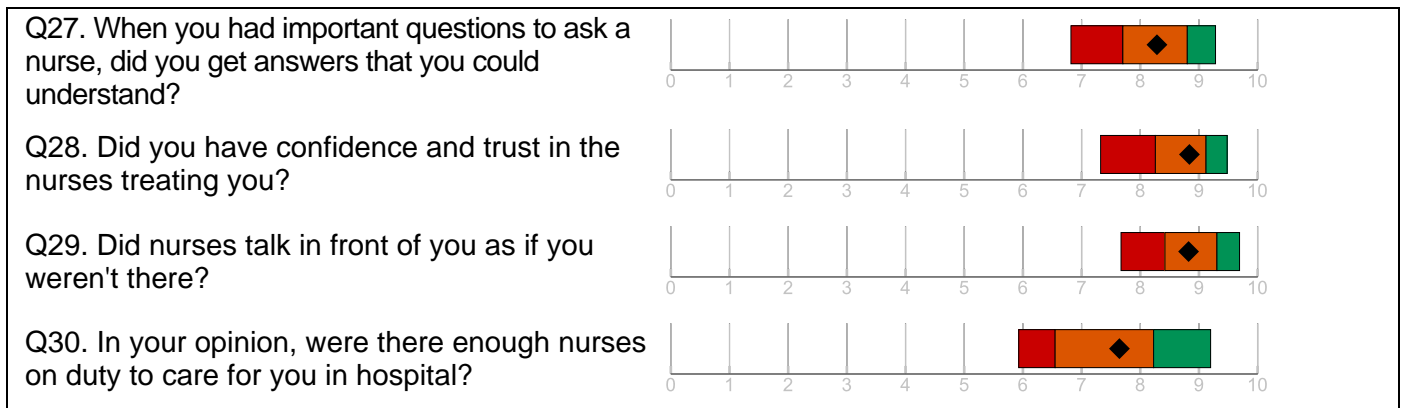 Q27. When you had important questions to ask a
nurse, did you get answers that you could
understand?
0 1 2 3 4 5 6 7 8 9 10
Q28. Did you have confidence and trust in the
nurses treating you?
0 1 2 3 4 5 6 7 8 9 10
Q29. Did nurses talk in front of you as if you
weren't there?
0 1 2 3 4 5 6 7 8 9 10
Q30. In your opinion, were there enough nurses
on duty to care for you in hospital?
0 1 2 3 4 5 6 7 8 9 10